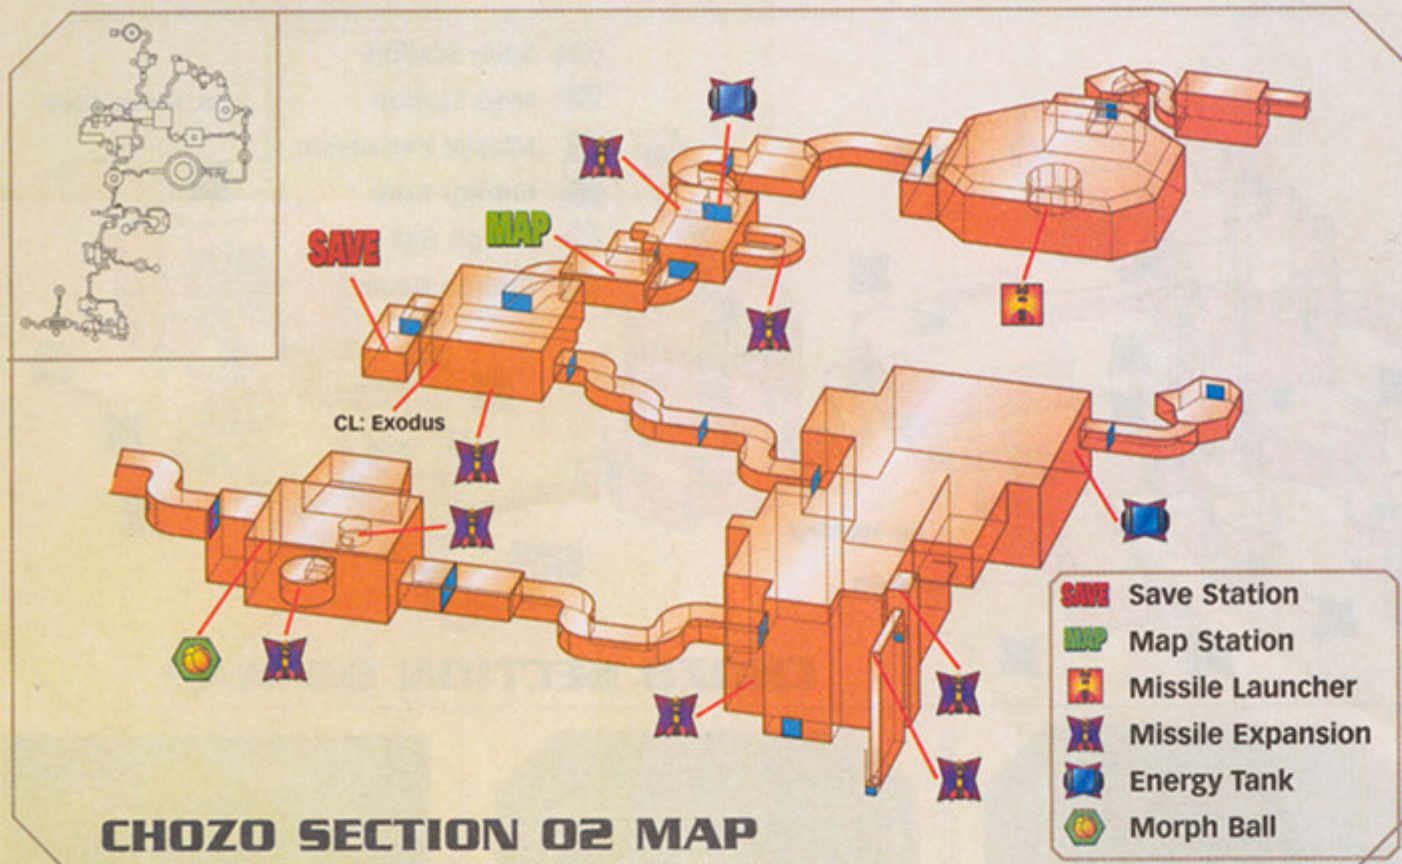 SAVE
MAP
CL: Exodus
SAVE Save Station
MAP Map Station
Missile Launcher
Missile Expansion
Energy Tank
Morph Ball
CHOZO SECTION 02 MAP